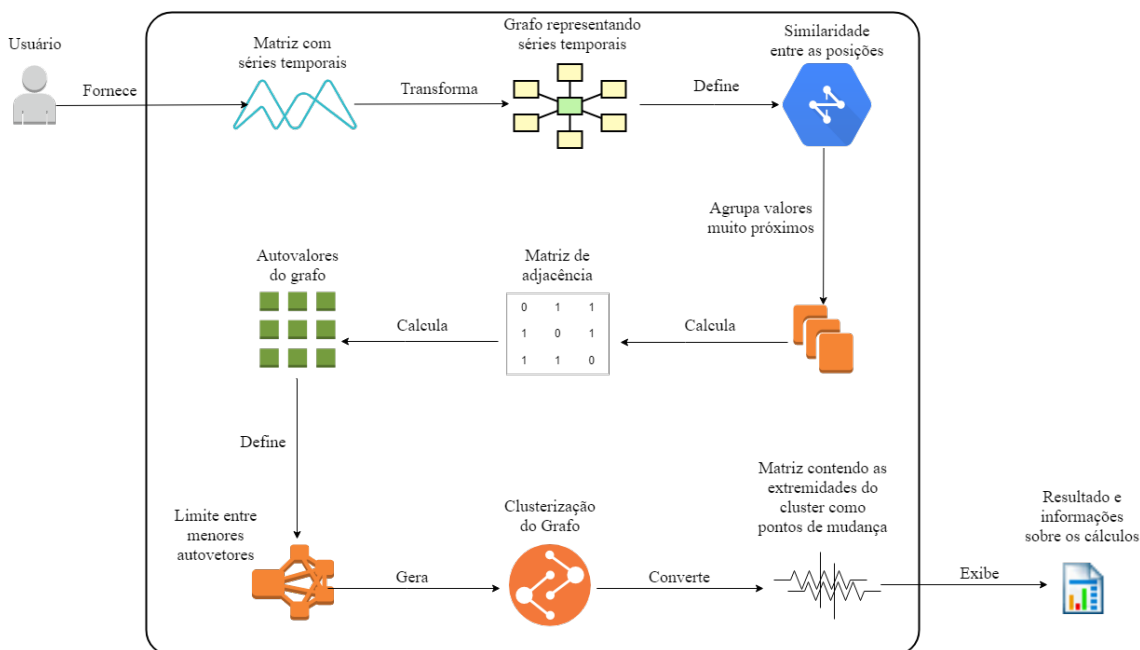 Usuário
Fornece
Matriz com
séries temporais
Transforma
Grafo representando
séries temporais
Define
Similaridade
entre as posições
Agrupa valores
muito próximos
Calcula
Matriz de
adjacência
0 1 1
1 0 1
1 1 0
Calcula
Autovalores
do grafo
Define
Limite entre
menores
autovetores
Gera
Clusterização
do Grafo
Converte
Matriz contendo as
extremidades do
cluster como
pontos de mudança
Exibe
Resultado e
informações
sobre os cálculos